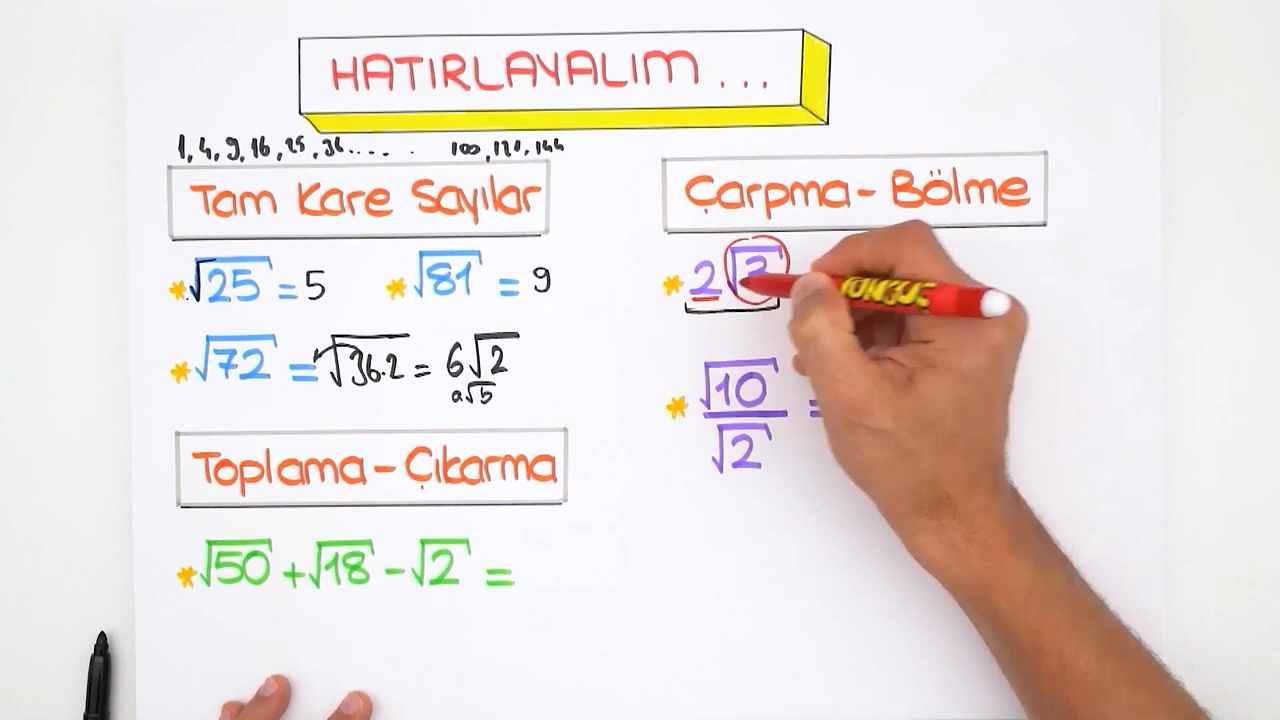 HATIRLAYALIM...
1, 4, 9, 16, 25, 36..... . 100, 121, 144
Tam Kare Sayılar
* √25 = 5 * √81 = 9
* √72 = √36.2 = 6√2
a√5
Toplama - Çıkarma
* √50 + √18 - √2 =
Çarpma - Bölme
* 2√3
* √10 =
√2